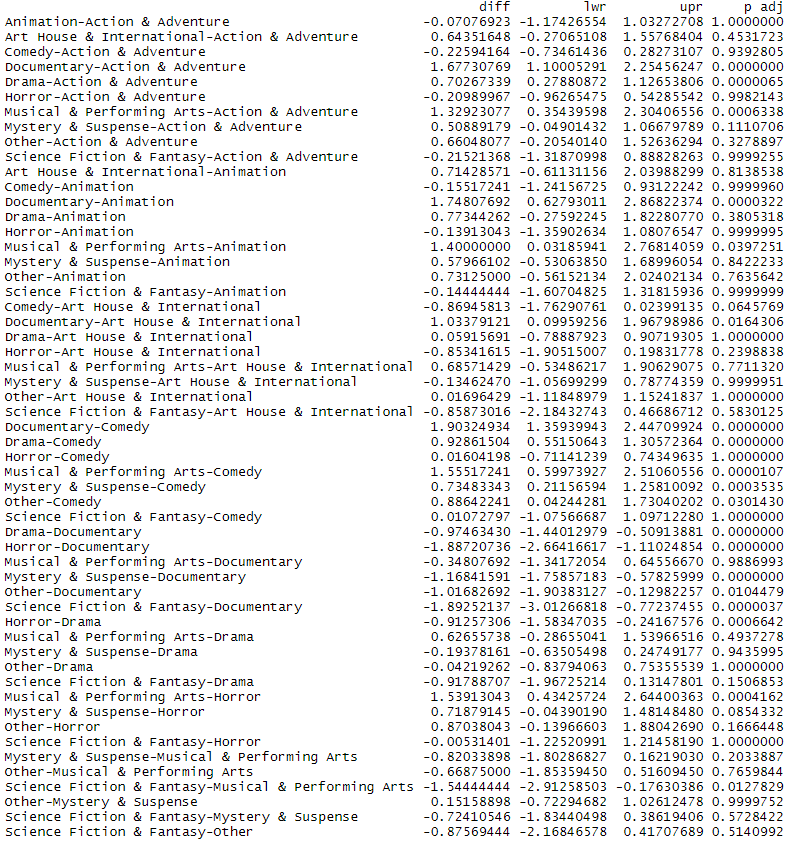 diff lwr upr p adj
Animation-Action & Adventure -0.07076923 -1.17426554 1.03272708 1.0000000
Art House & International-Action & Adventure 0.64351648 -0.27065108 1.55768404 0.4531723
Comedy-Action & Adventure -0.22594164 -0.73461436 0.28273107 0.9392805
Documentary-Action & Adventure 1.67730769 1.10005291 2.25456247 0.0000000
Drama-Action & Adventure 0.70267339 0.27880872 1.12653806 0.0000065
Horror-Action & Adventure -0.20989967 -0.96265475 0.54285542 0.9982143
Musical & Performing Arts-Action & Adventure 1.32923077 0.35439598 2.30406556 0.0006338
Mystery & Suspense-Action & Adventure 0.50889179 -0.04901432 1.06679789 0.1110706
Other-Action & Adventure 0.66048077 -0.20540140 1.52636294 0.3278897
Science Fiction & Fantasy-Action & Adventure -0.21521368 -1.31870998 0.88828263 0.9999255
Art House & International-Animation 0.71428571 -0.61131156 2.03988299 0.8138538
Comedy-Animation -0.15517241 -1.24156725 0.93122242 0.9999960
Documentary-Animation 1.74807692 0.62793011 2.86822374 0.0000322
Drama-Animation 0.77344262 -0.27592245 1.82280770 0.3805318
Horror-Animation -0.13913043 -1.35902634 1.08076547 0.9999995
Musical & Performing Arts-Animation 1.40000000 0.03185941 2.76814059 0.0397251
Mystery & Suspense-Animation 0.57966102 -0.53063850 1.68996054 0.8422233
Other-Animation 0.73125000 -0.56152134 2.02402134 0.7635642
Science Fiction & Fantasy-Animation -0.14444444 -1.60704825 1.31815936 0.9999999
Comedy-Art House & International -0.86945813 -1.76290761 0.02399135 0.0645769
Documentary-Art House & International 1.03379121 0.09959256 1.96798986 0.0164306
Drama-Art House & International 0.05915691 -0.78887923 0.90719305 1.0000000
Horror-Art House & International -0.85341615 -1.90515007 0.19831778 0.2398838
Musical & Performing Arts-Art House & International 0.68571429 -0.53486217 1.90629075 0.7711320
Mystery & Suspense-Art House & International -0.13462470 -1.05699299 0.78774359 0.9999951
Other-Art House & International 0.01696429 -1.11848979 1.15241837 1.0000000
Science Fiction & Fantasy-Art House & International -0.85873016 -2.18432743 0.46686712 0.5830125
Documentary-Comedy 1.90324934 1.35939943 2.44709924 0.0000000
Drama-Comedy 0.92861504 0.55150643 1.30572364 0.0000000
Horror-Comedy 0.01604198 -0.71141239 0.74349635 1.0000000
Musical & Performing Arts-Comedy 1.55517241 0.59973927 2.51060556 0.0000107
Mystery & Suspense-Comedy 0.73483343 0.21156594 1.25810092 0.0003535
Other-Comedy 0.88642241 0.04244281 1.73040202 0.0301430
Science Fiction & Fantasy-Comedy 0.01072797 -1.07566687 1.09712280 1.0000000
Drama-Documentary -0.97463430 -1.44012979 -0.50913881 0.0000000
Horror-Documentary -1.88720736 -2.66416617 -1.11024854 0.0000000
Musical & Performing Arts-Documentary -0.34807692 -1.34172054 0.64556670 0.9886993
Mystery & Suspense-Documentary -1.16841591 -1.75857183 -0.57825999 0.0000000
Other-Documentary -1.01682692 -1.90383127 -0.12982257 0.0104479
Science Fiction & Fantasy-Documentary -1.89252137 -3.01266818 -0.77237455 0.0000037
Horror-Drama -0.91257306 -1.58347035 -0.24167576 0.0006642
Musical & Performing Arts-Drama 0.62655738 -0.28655041 1.53966516 0.4937278
Mystery & Suspense-Drama -0.19378161 -0.63505498 0.24749177 0.9435995
Other-Drama -0.04219262 -0.83794063 0.75355539 1.0000000
Science Fiction & Fantasy-Drama -0.91788707 -1.96725214 0.13147801 0.1506853
Musical & Performing Arts-Horror 1.53913043 0.43425724 2.64400363 0.0004162
Mystery & Suspense-Horror 0.71879145 -0.04390190 1.48148480 0.0854332
Other-Horror 0.87038043 -0.13966603 1.88042690 0.1666448
Science Fiction & Fantasy-Horror -0.00531401 -1.22520991 1.21458190 1.0000000
Mystery & Suspense-Musical & Performing Arts -0.82033898 -1.80286827 0.16219030 0.2033887
Other-Musical & Performing Arts -0.66875000 -1.85359450 0.51609450 0.7659844
Science Fiction & Fantasy-Musical & Performing Arts -1.54444444 -2.91258503 -0.17630386 0.0127829
Other-Mystery & Suspense 0.15158898 -0.72294682 1.02612478 0.9999752
Science Fiction & Fantasy-Mystery & Suspense -0.72410546 -1.83440498 0.38619406 0.5728422
Science Fiction & Fantasy-Other -0.87569444 -2.16846578 0.41707689 0.5140992